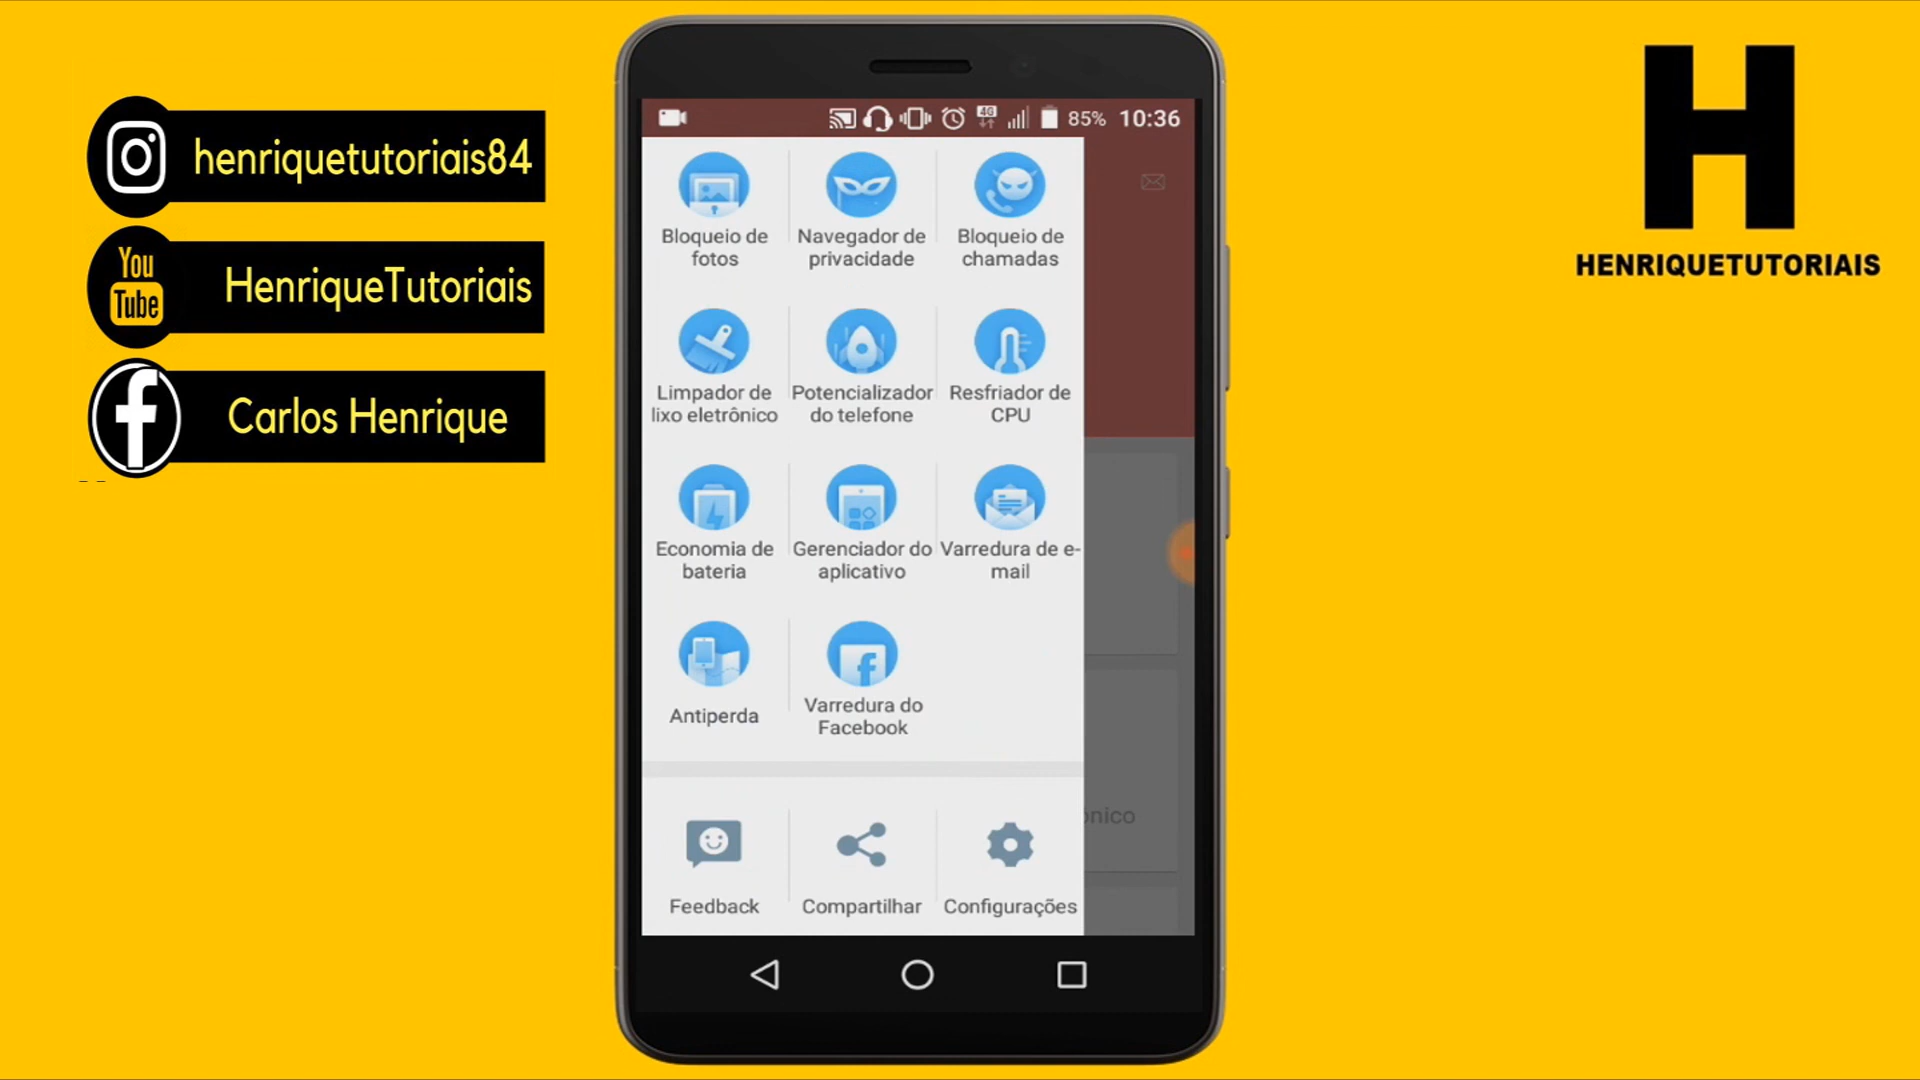 henriquetutoriais84
You
Tube
HenriqueTutoriais
Carlos Henrique
H
HENRIQUETUTORIAIS
4G
85%
10:36
Bloqueio de
fotos
Navegador de
privacidade
Bloqueio de
chamadas
Limpador de
lixo eletrônico
Potencializador
do telefone
Resfriador de
CPU
Economia de
bateria
Gerenciador do
aplicativo
Varredura de e-
mail
Antiperda
Varredura do
Facebook
ônico
Feedback
Compartilhar
Configurações